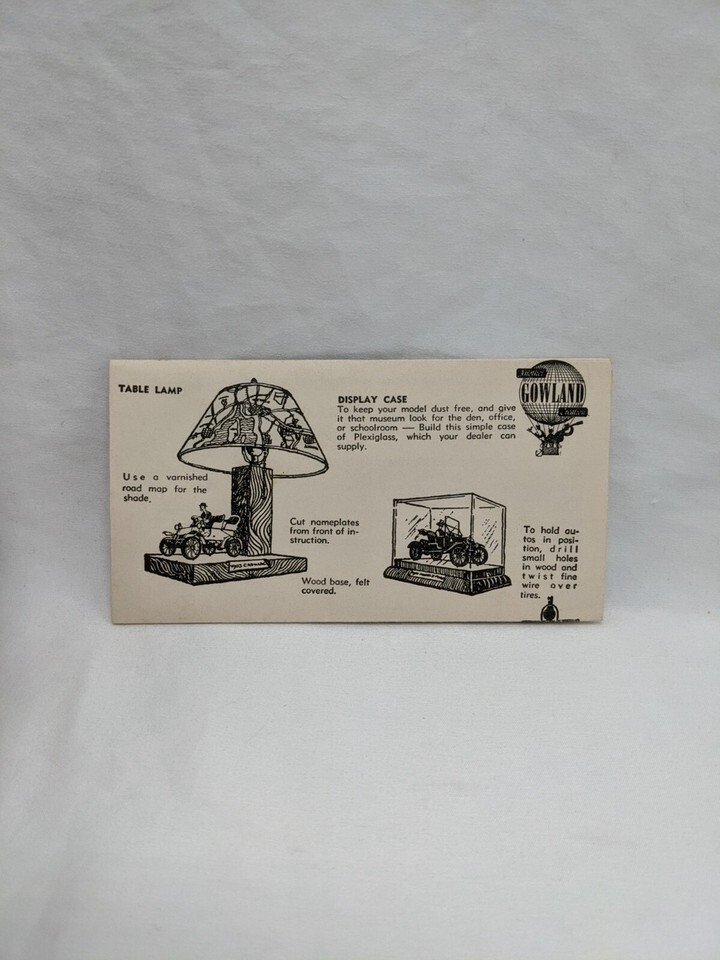 TABLE LAMP
Use a varnished
road map for the
shade.
Cut nameplates
from front of in-
struction.
Wood base, felt
covered.
DISPLAY CASE
To keep your model dust free, and give
it that museum look for the den, office,
or schoolroom — Build this simple case
of Plexiglass, which your dealer can
supply.
Another
GOWLAND
Creation
To hold au-
tos in posi-
tion, drill
small holes
in wood and
twist fine
wire over
tires.